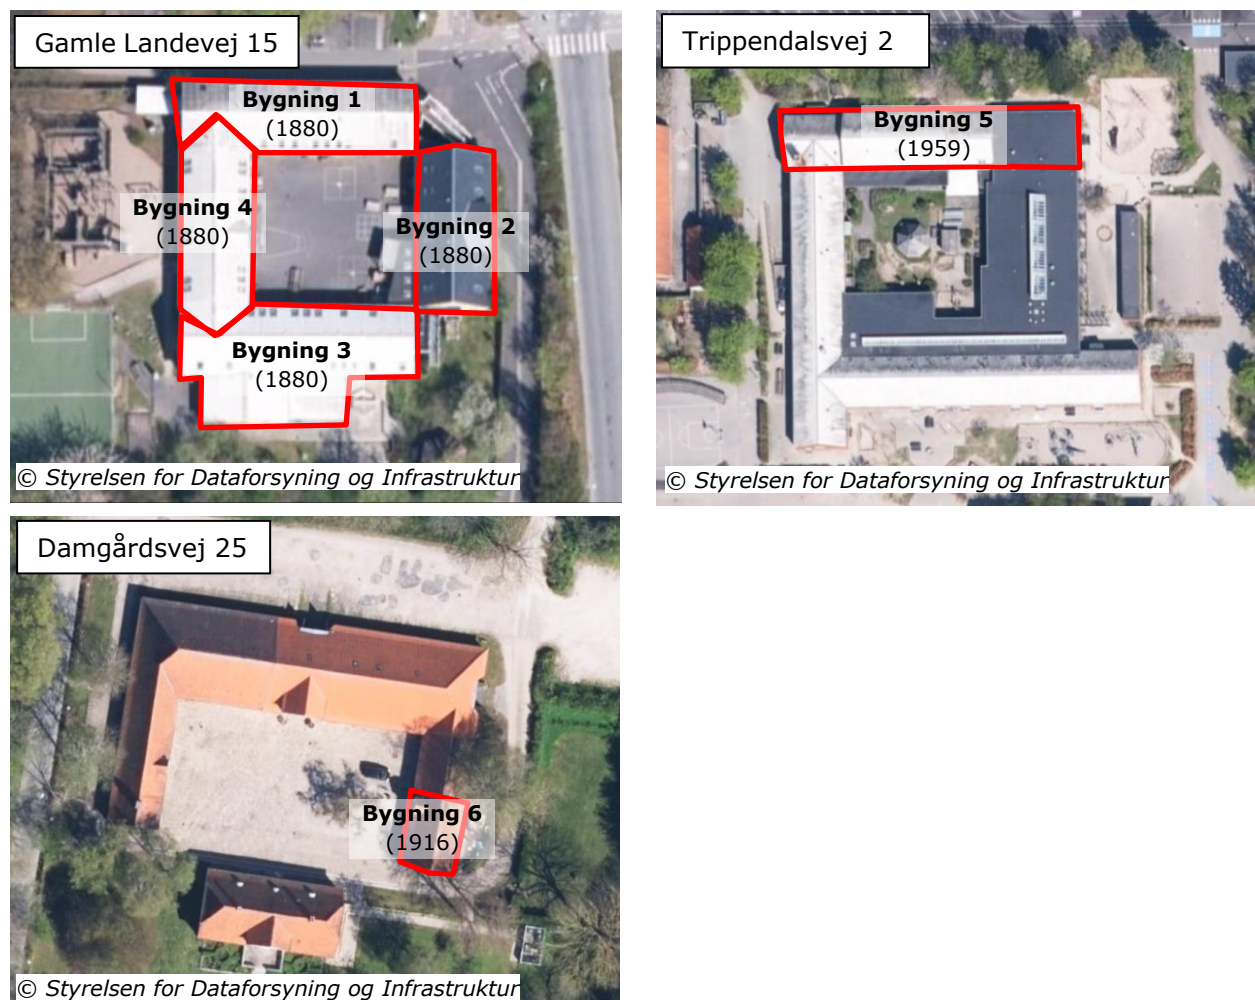 Gamle Landevej 15
Bygning 1
(1880)
Bygning 4
(1880)
Bygning 2
(1880)
Bygning 3
(1880)
© Styrelsen for Dataforsyning og Infrastruktur
Trippendalsvej 2
Bygning 5
(1959)
© Styrelsen for Dataforsyning og Infrastruktur
Damgårdsvej 25
Bygning 6
(1916)
© Styrelsen for Dataforsyning og Infrastruktur